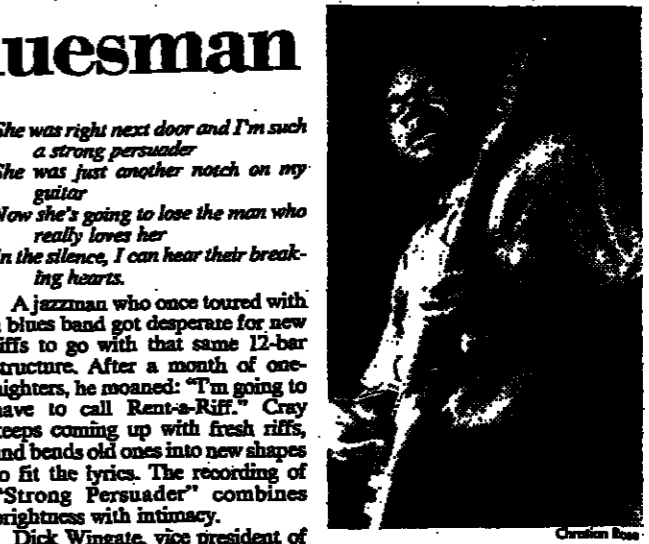 uesman
She was right next door and I'm such
a strong persuader
She was just another notch on my
guitar
Now she's going to lose the man who
really loves her
In the silence, I can hear their break-
ing hearts.
A jazzman who once toured with
a blues band got desperate for new
riffs to go with that same 12-bar
structure. After a month of one-
nighters, he moaned: "I'm going to
have to call Rent-a-Riff." Cray
keeps coming up with fresh riffs,
and bends old ones into new shapes
to fit the lyrics. The recording of
"Strong Persuader" combines
brightness with intimacy.
Dick Wingate, vice president of
Christian Rose